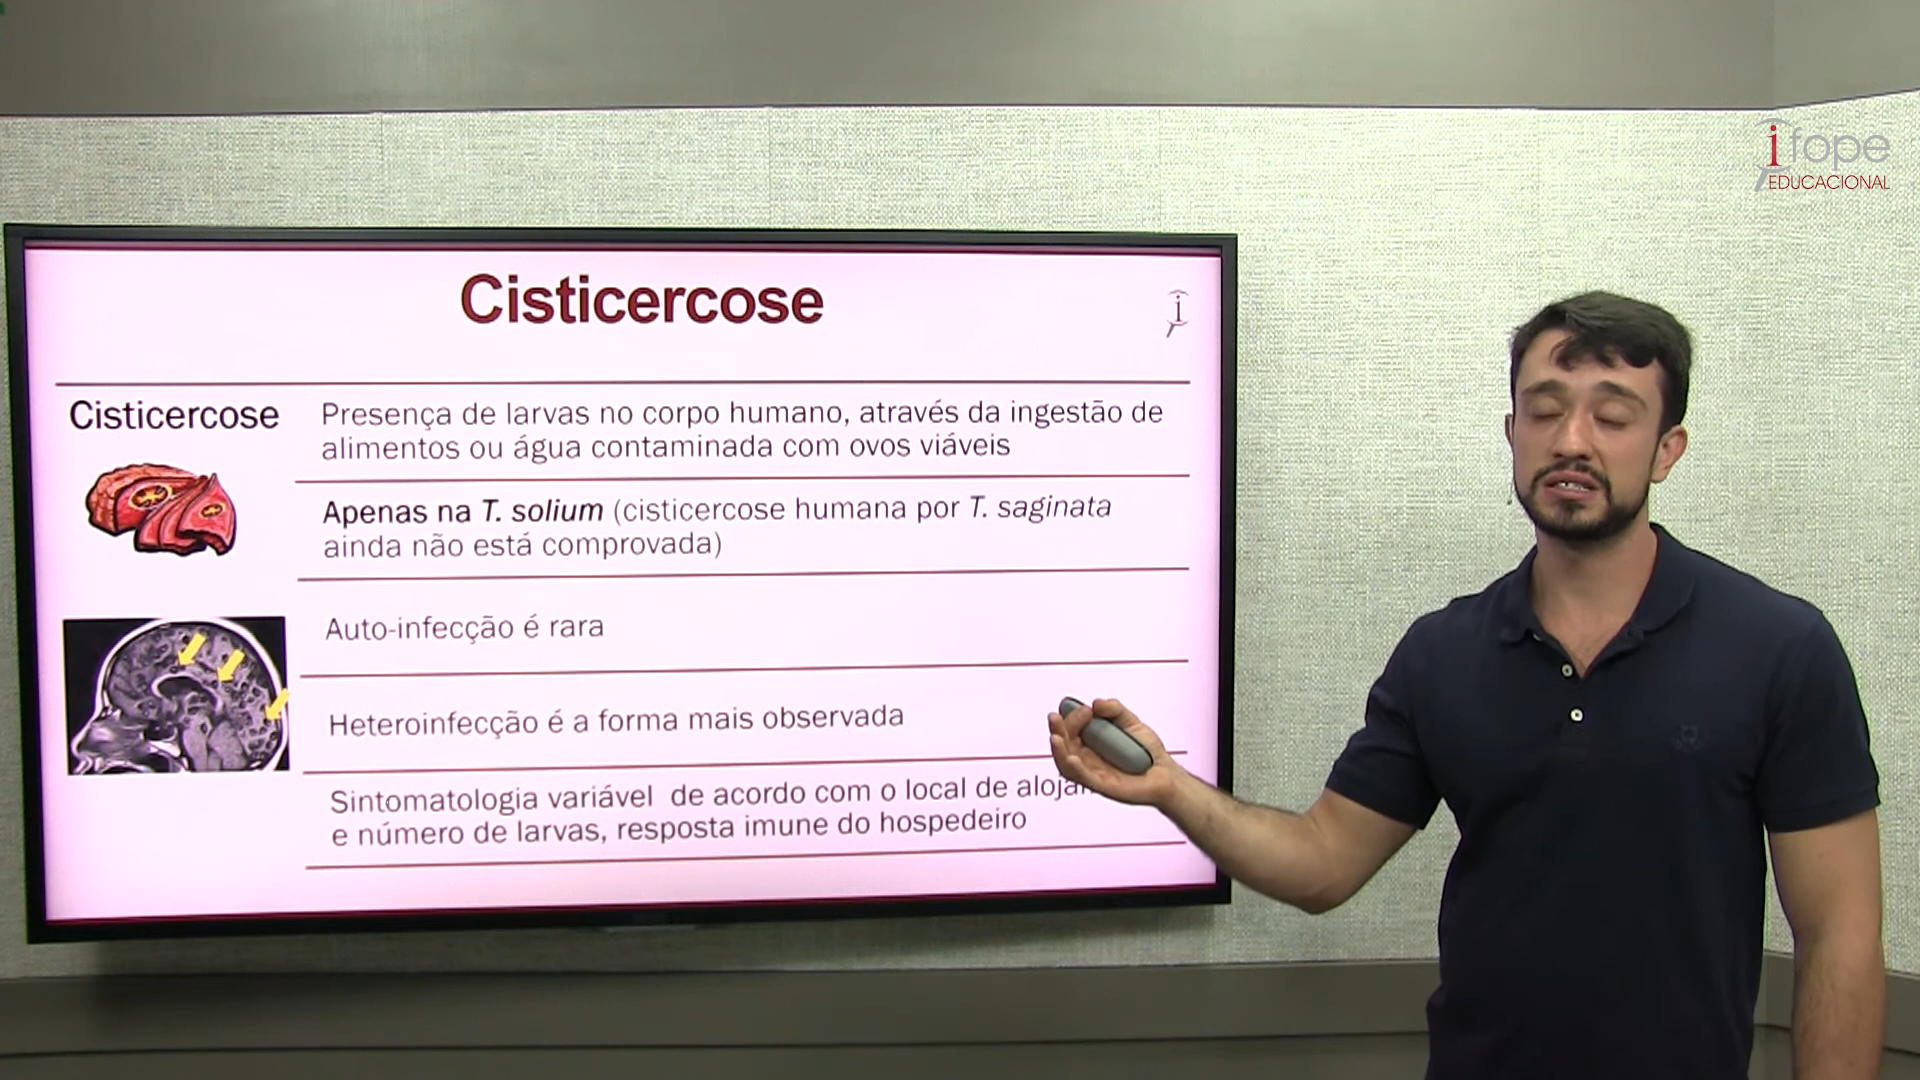 ifope
EDUCACIONAL
Cisticercose
i
Cisticercose
Presença de larvas no corpo humano, através da ingestão de
alimentos ou água contaminada com ovos viáveis
Apenas na T. solium (cisticercose humana por T. saginata
ainda não está comprovada)
Auto-infecção é rara
Heteroinfecção é a forma mais observada
Sintomatologia variável de acordo com o local de
e número de larvas, resposta imune do hospedeiro